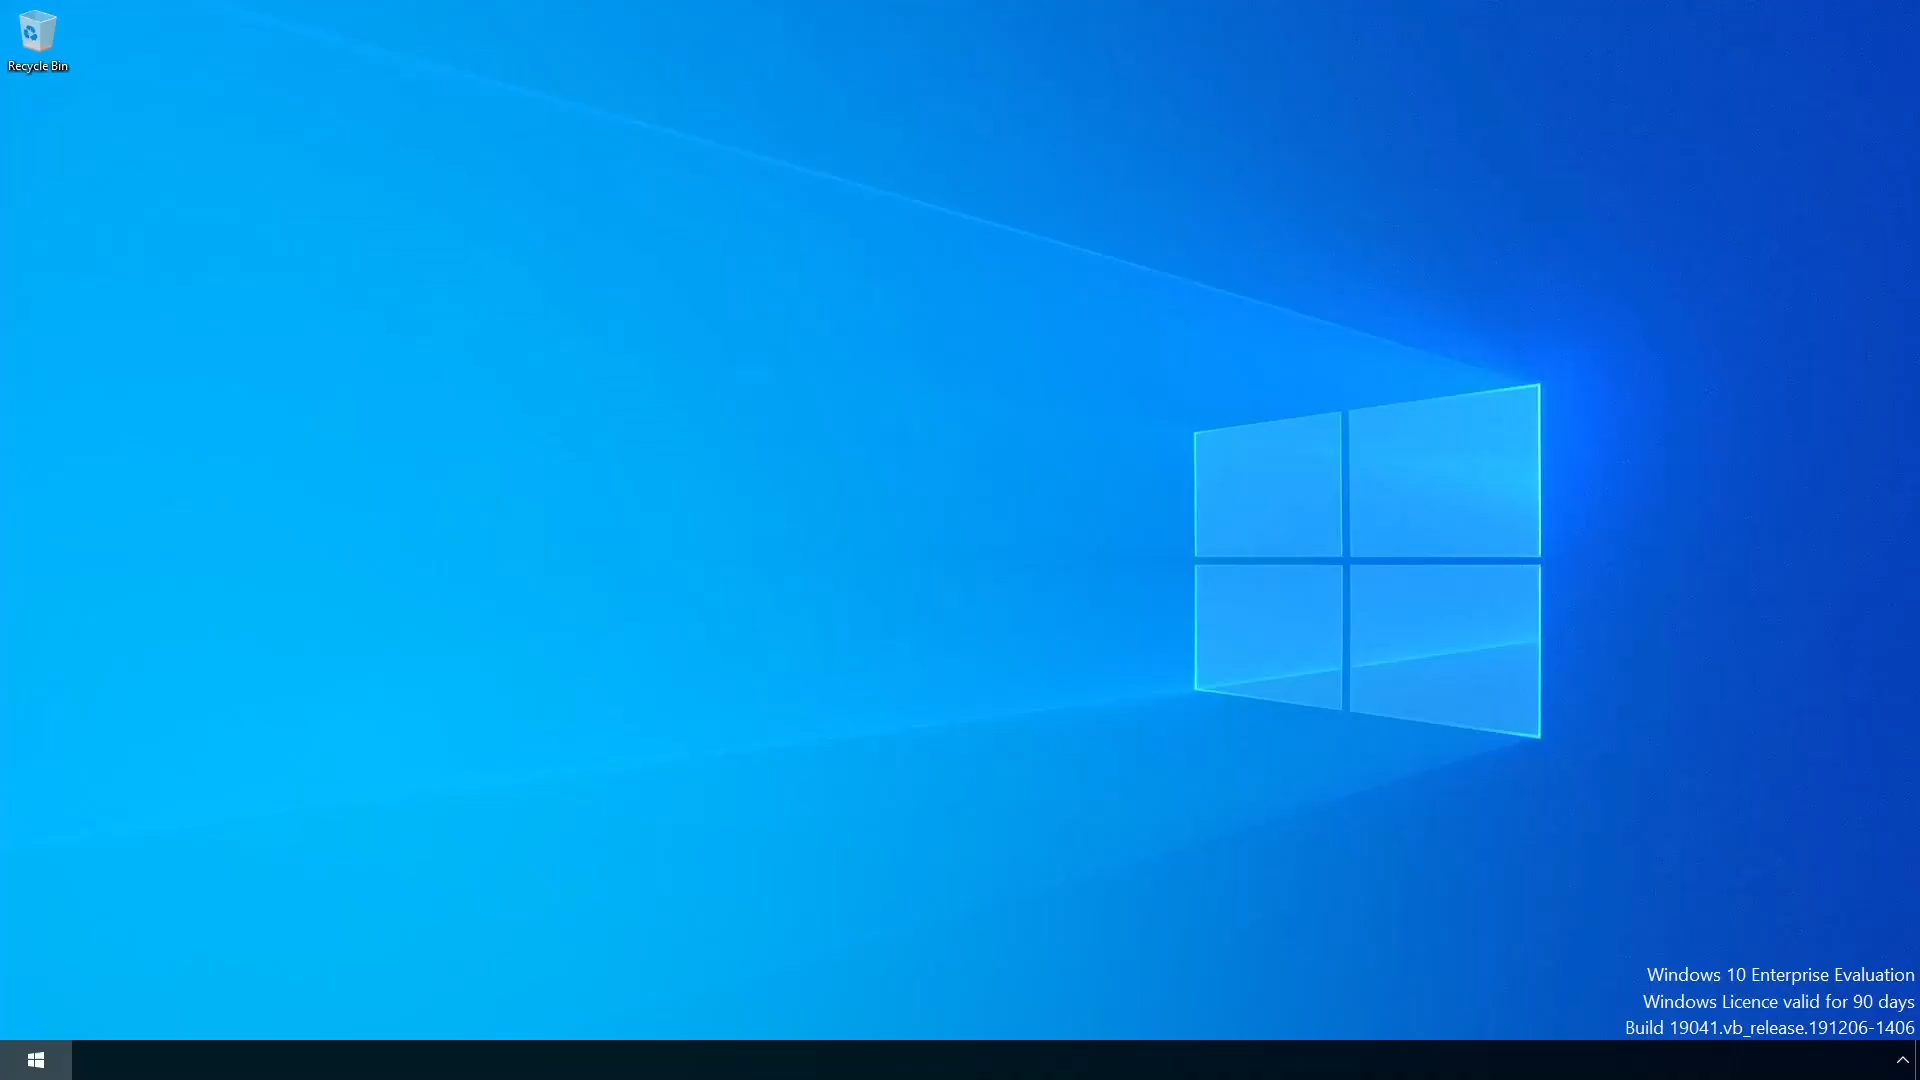 Recycle Bin
Windows 10 Enterprise Evaluation
Windows Licence valid for 90 days
Build 19041.vb_release.191206-1406